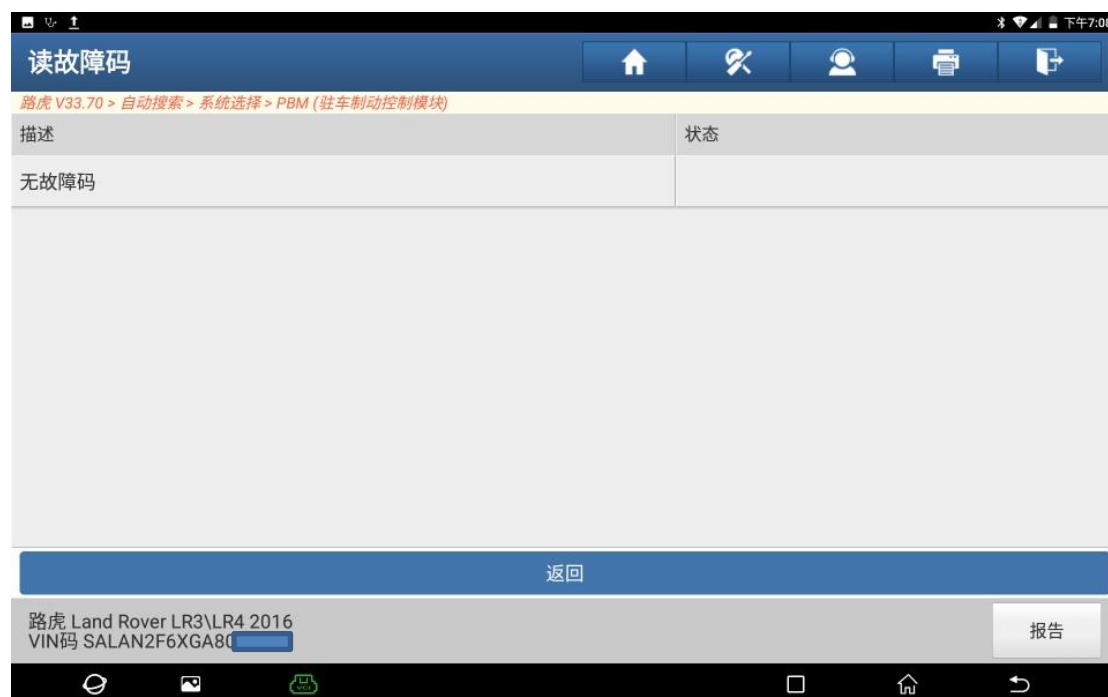 下午7:08
读故障码
路虎 V33.70 > 自动搜索 > 系统选择 > PBM (驻车制动控制模块)
描述 状态
无故障码
返回
路虎 Land Rover LR3\LR4 2016
VIN码 SALAN2F6XGA80
报告
VCI